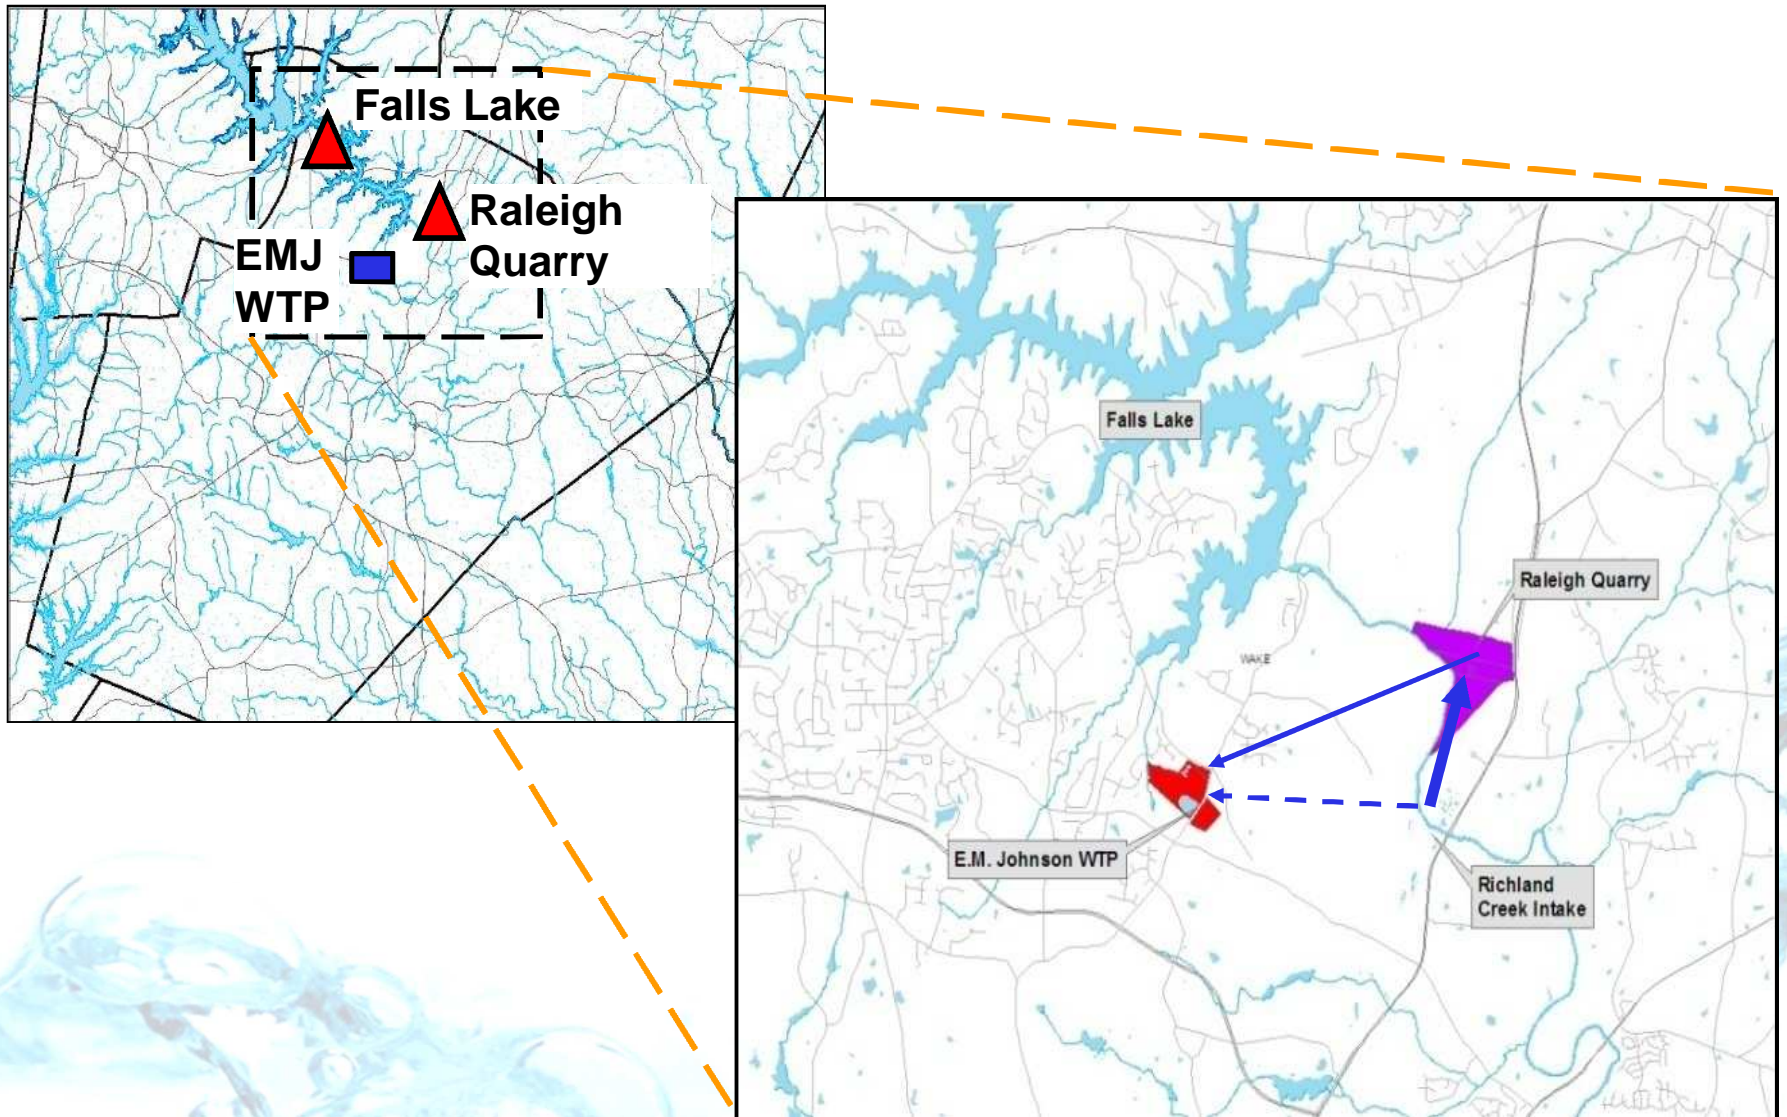 Falls Lake
Raleigh
Quarry
EMJ
WTP
Falls Lake
Raleigh Quarry
WAKE
E.M. Johnson WTP
Richland
Creek Intake